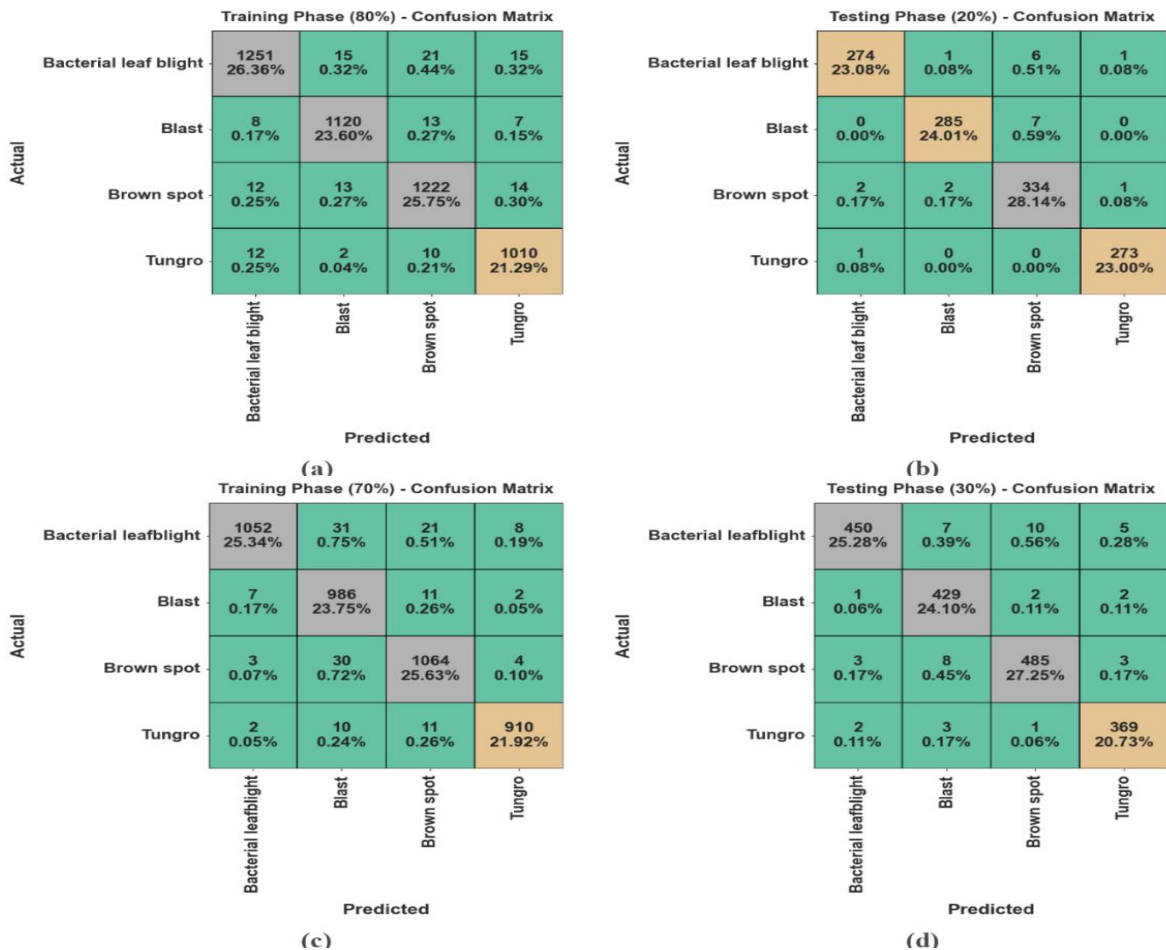 Training Phase (80%) - Confusion Matrix
Actual
Bacterial leaf blight
1251 15 21 15
26.36% 0.32% 0.44% 0.32%
Blast
8 1120 13 7
0.17% 23.60% 0.27% 0.15%
Brown spot
12 13 1222 14
0.25% 0.27% 25.75% 0.30%
Tungro
12 2 10 1010
0.25% 0.04% 0.21% 21.29%
Bacterial leaf blight
Blast
Brown spot
Tungro
Predicted
(a)
Testing Phase (20%) - Confusion Matrix
Actual
Bacterial leaf blight
274 1 6 1
23.08% 0.08% 0.51% 0.08%
Blast
0 285 7 0
0.00% 24.01% 0.59% 0.00%
Brown spot
2 2 334 1
0.17% 0.17% 28.14% 0.08%
Tungro
1 0 0 273
0.08% 0.00% 0.00% 23.00%
Bacterial leaf blight
Blast
Brown spot
Tungro
Predicted
(b)
Training Phase (70%) - Confusion Matrix
Actual
Bacterial leafblight
1052 31 21 8
25.34% 0.75% 0.51% 0.19%
Blast
7 986 11 2
0.17% 23.75% 0.26% 0.05%
Brown spot
3 30 1064 4
0.07% 0.72% 25.63% 0.10%
Tungro
2 10 11 910
0.05% 0.24% 0.26% 21.92%
Bacterial leafblight
Blast
Brown spot
Tungro
Predicted
(c)
Testing Phase (30%) - Confusion Matrix
Actual
Bacterial leafblight
450 7 10 5
25.28% 0.39% 0.56% 0.28%
Blast
1 429 2 2
0.06% 24.10% 0.11% 0.11%
Brown spot
3 8 485 3
0.17% 0.45% 27.25% 0.17%
Tungro
2 3 1 369
0.11% 0.17% 0.06% 20.73%
Bacterial leafblight
Blast
Brown spot
Tungro
Predicted
(d)